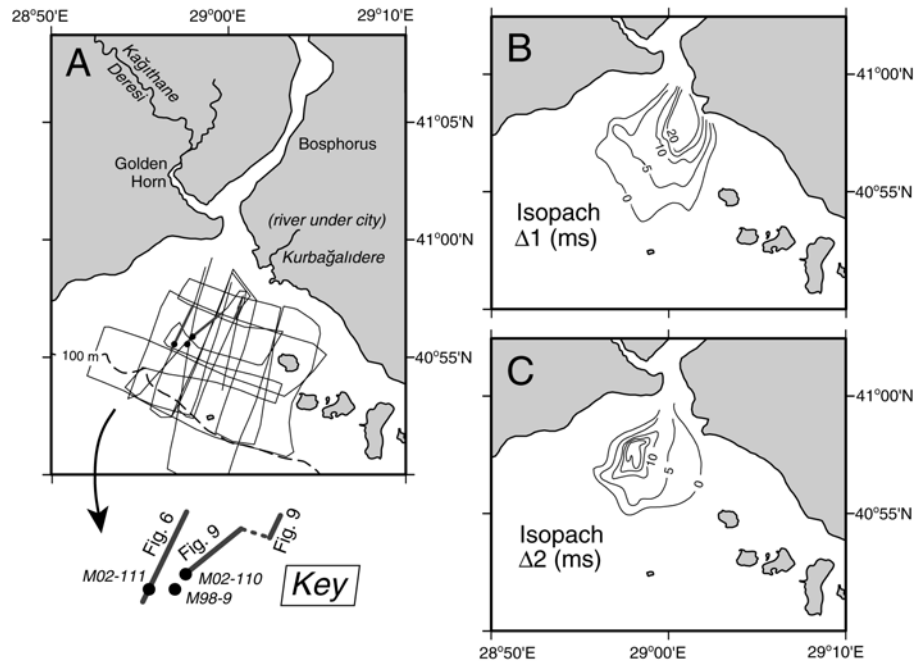 28°50'E
29°00'E
29°10'E
A
Kağıthane
Deresi
Golden
Horn
Bosphorus
(river under city)
Kurbağalıdere
100 m
41°05'N
41°00'N
40°55'N
Fig. 6
Fig. 9
Fig. 9
M02-111
M02-110
M98-9
Key
B
20
10
5
0
0
Isopach
Δ1 (ms)
41°00'N
40°55'N
C
10
5
0
Isopach
Δ2 (ms)
41°00'N
40°55'N
28°50'E
29°00'E
29°10'E